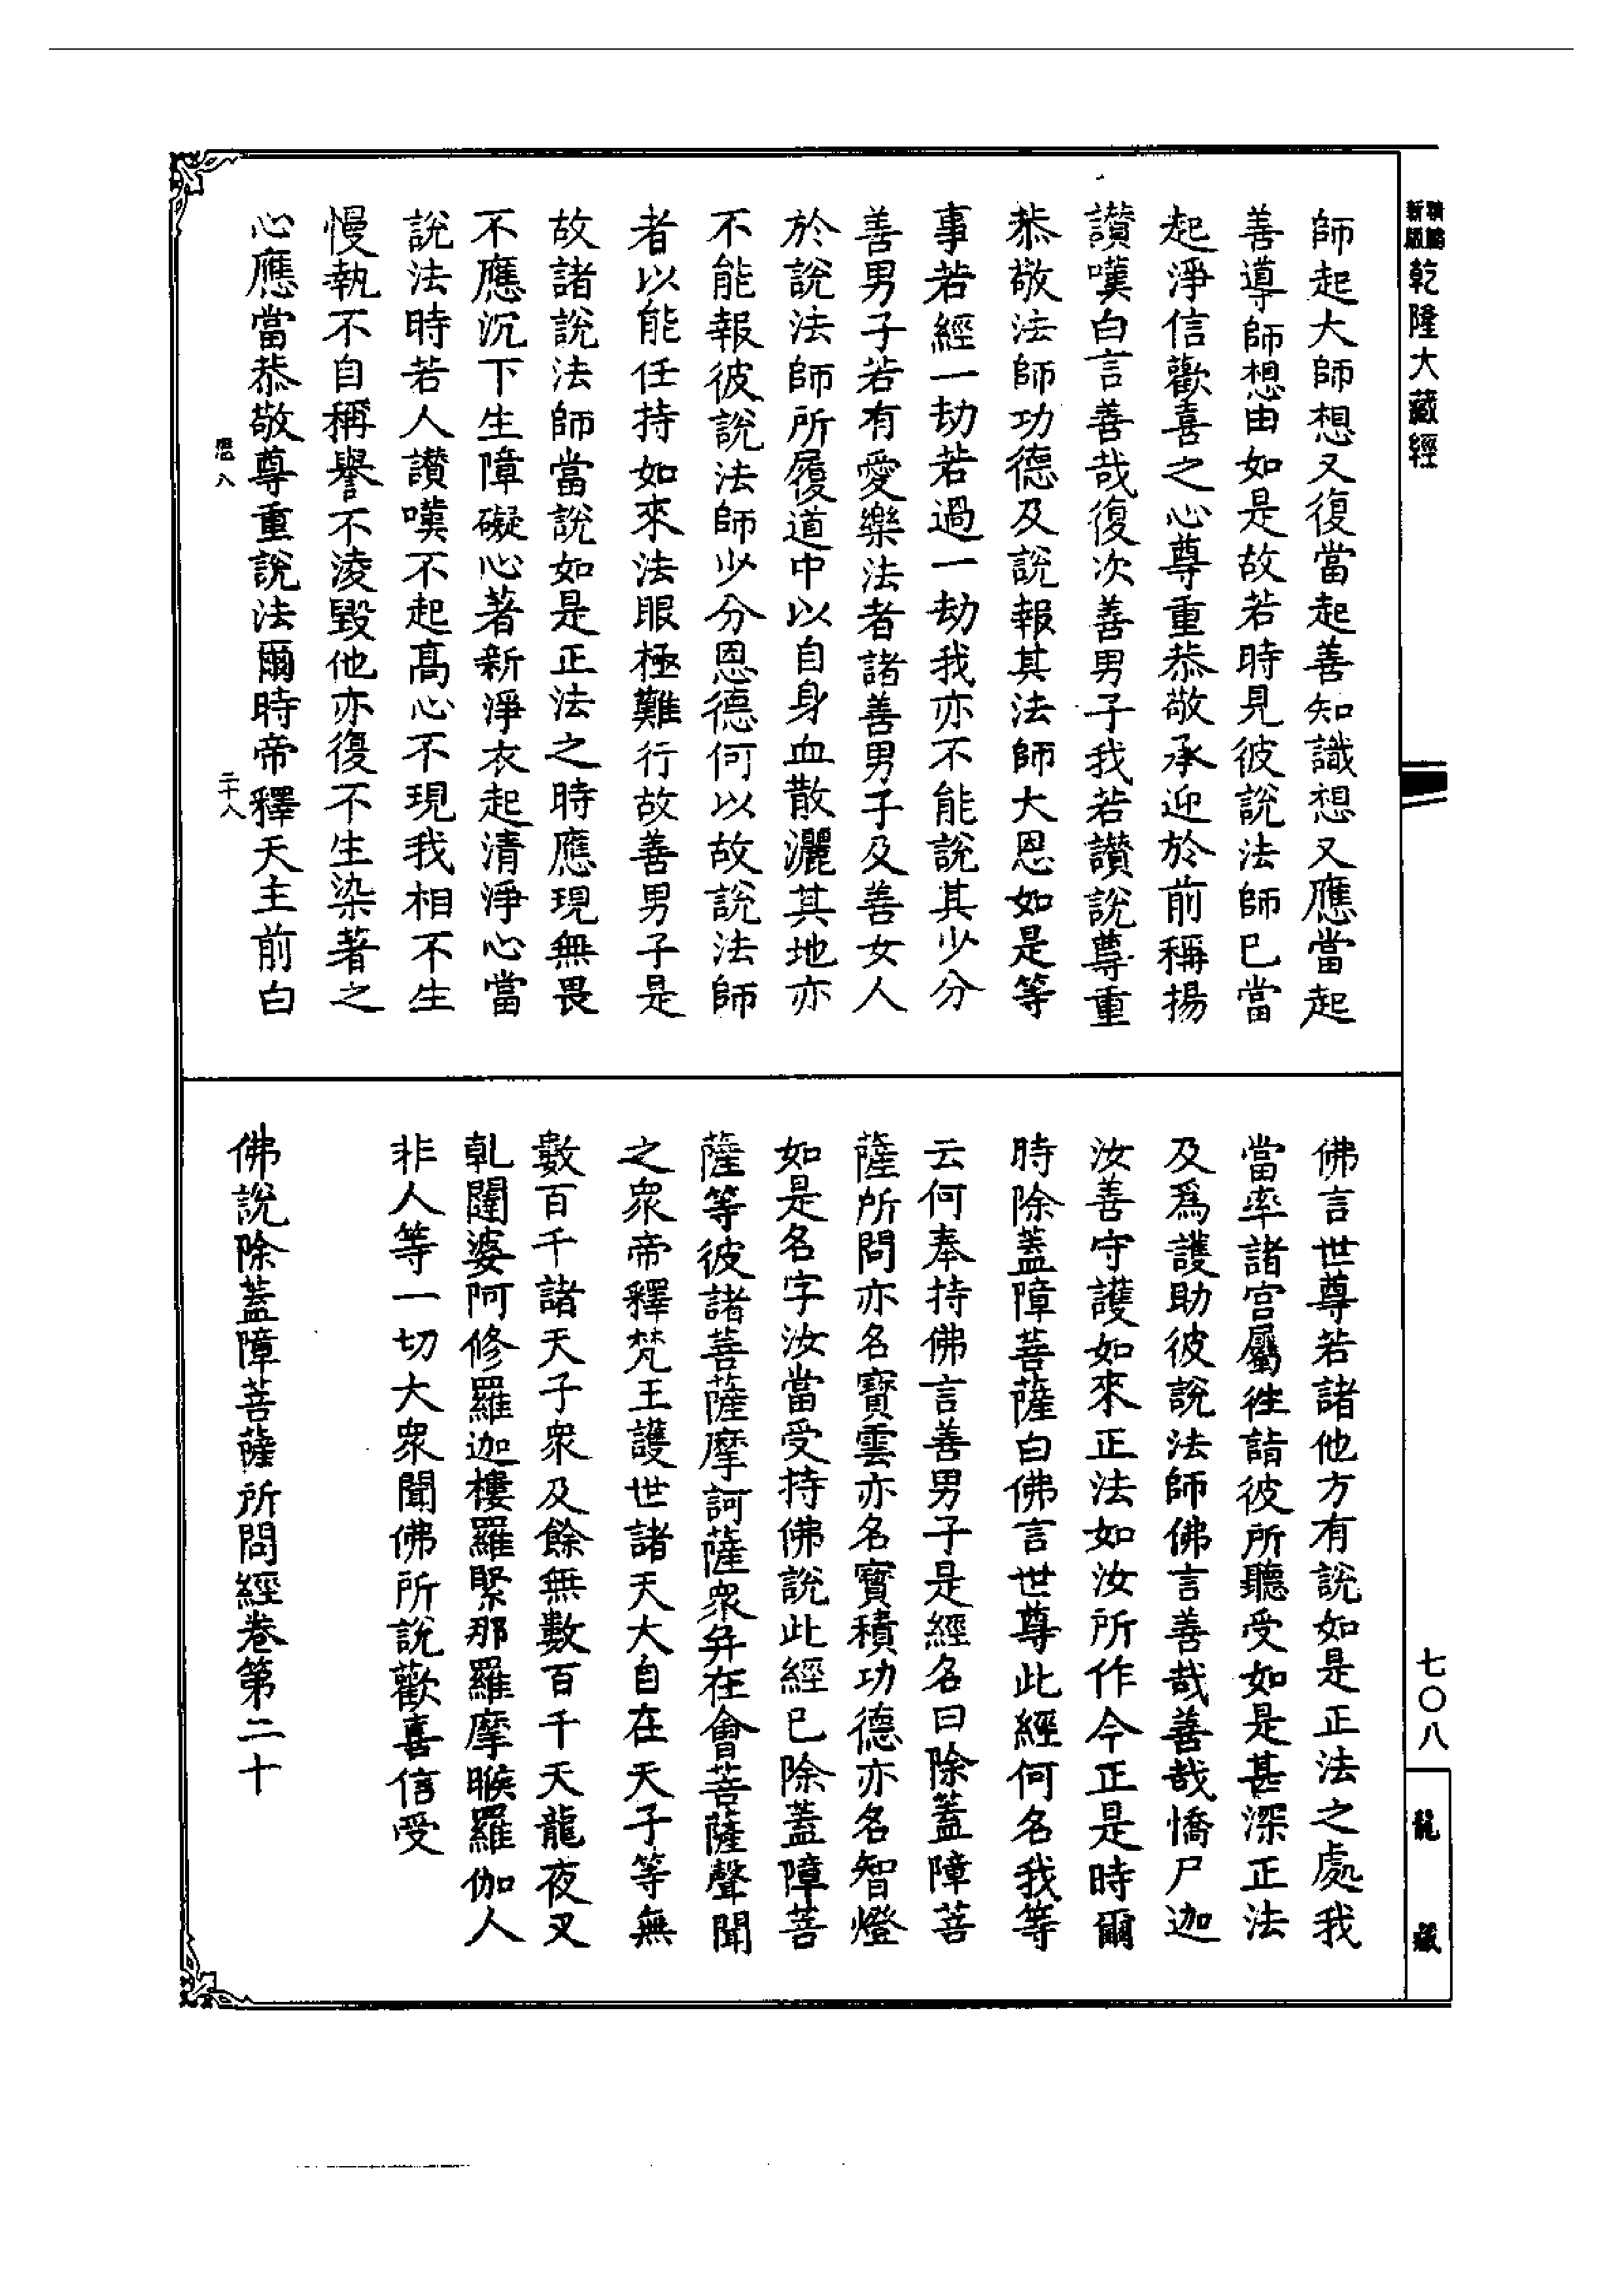 乾隆大藏經
師起大師想又復當起善知識想又應當起
善導師想由如是故若時見彼說法師已當
起淨信歡喜之心尊重恭敬承迎於前稱揚
讚嘆白言善哉復次善男子我若讚說尊重
恭敬法師功德及說報其法師大恩如是等
事若經一劫若過一劫我亦不能說其少分
善男子若有愛樂法者諸善男子及善女人
於說法師所履道中以自身血散灑其地亦
不能報彼說法師少分恩德何以故說法師
者以能任持如來法眼極難行故善男子是
故諸說法師當說如是正法之時應現無畏
不應沉下生障礙心著新淨衣起清淨心當
說法時若人讚嘆不起高心不現我相不生
慢執不自稱譽不淩毀他亦復不生染著之
心應當恭敬尊重說法爾時帝釋天主前白
二十八
佛言世尊若諸他方有說如是正法之處我
當率諸宮屬徃詣彼所聽受如是甚深正法
及爲護助彼說法師佛言善哉善哉憍尸迦
汝善守護如來正法如汝所作今正是時爾
時除蓋障菩薩白佛言世尊此經何名我等
云何奉持佛言善男子是經名曰除蓋障菩
薩所問亦名寶雲亦名寶積功德亦名智燈
如是名字汝當受持佛說此經已除蓋障菩
薩等彼諸菩薩摩訶薩衆并在會菩薩聲聞
之衆帝釋梵王護世諸天大自在天子等無
數百千諸天子衆及餘無數百千天龍夜叉
乹闥婆阿修羅迦樓羅緊那羅摩睺羅伽人
非人等一切大衆聞佛所說歡喜信受
佛說除蓋障菩薩所問經卷第二十
七〇八
龍藏